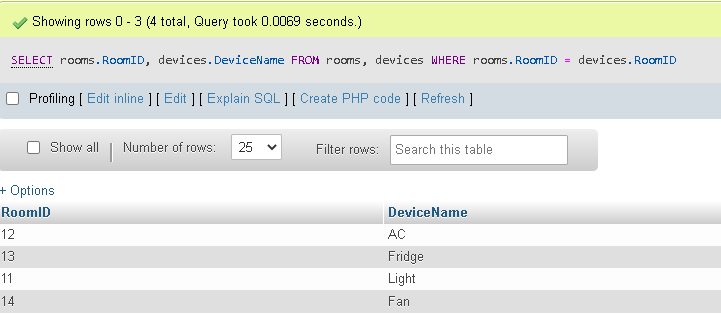 Showing rows 0 - 3 (4 total, Query took 0.0069 seconds.)
SELECT rooms.RoomID, devices.DeviceName FROM rooms, devices WHERE rooms.RoomID = devices.RoomID
Profiling [ Edit inline ] [ Edit ] [ Explain SQL ] [ Create PHP code ] [ Refresh ]
Show all | Number of rows: 25 Filter rows: Search this table
+ Options
RoomID DeviceName
12 AC
13 Fridge
11 Light
14 Fan